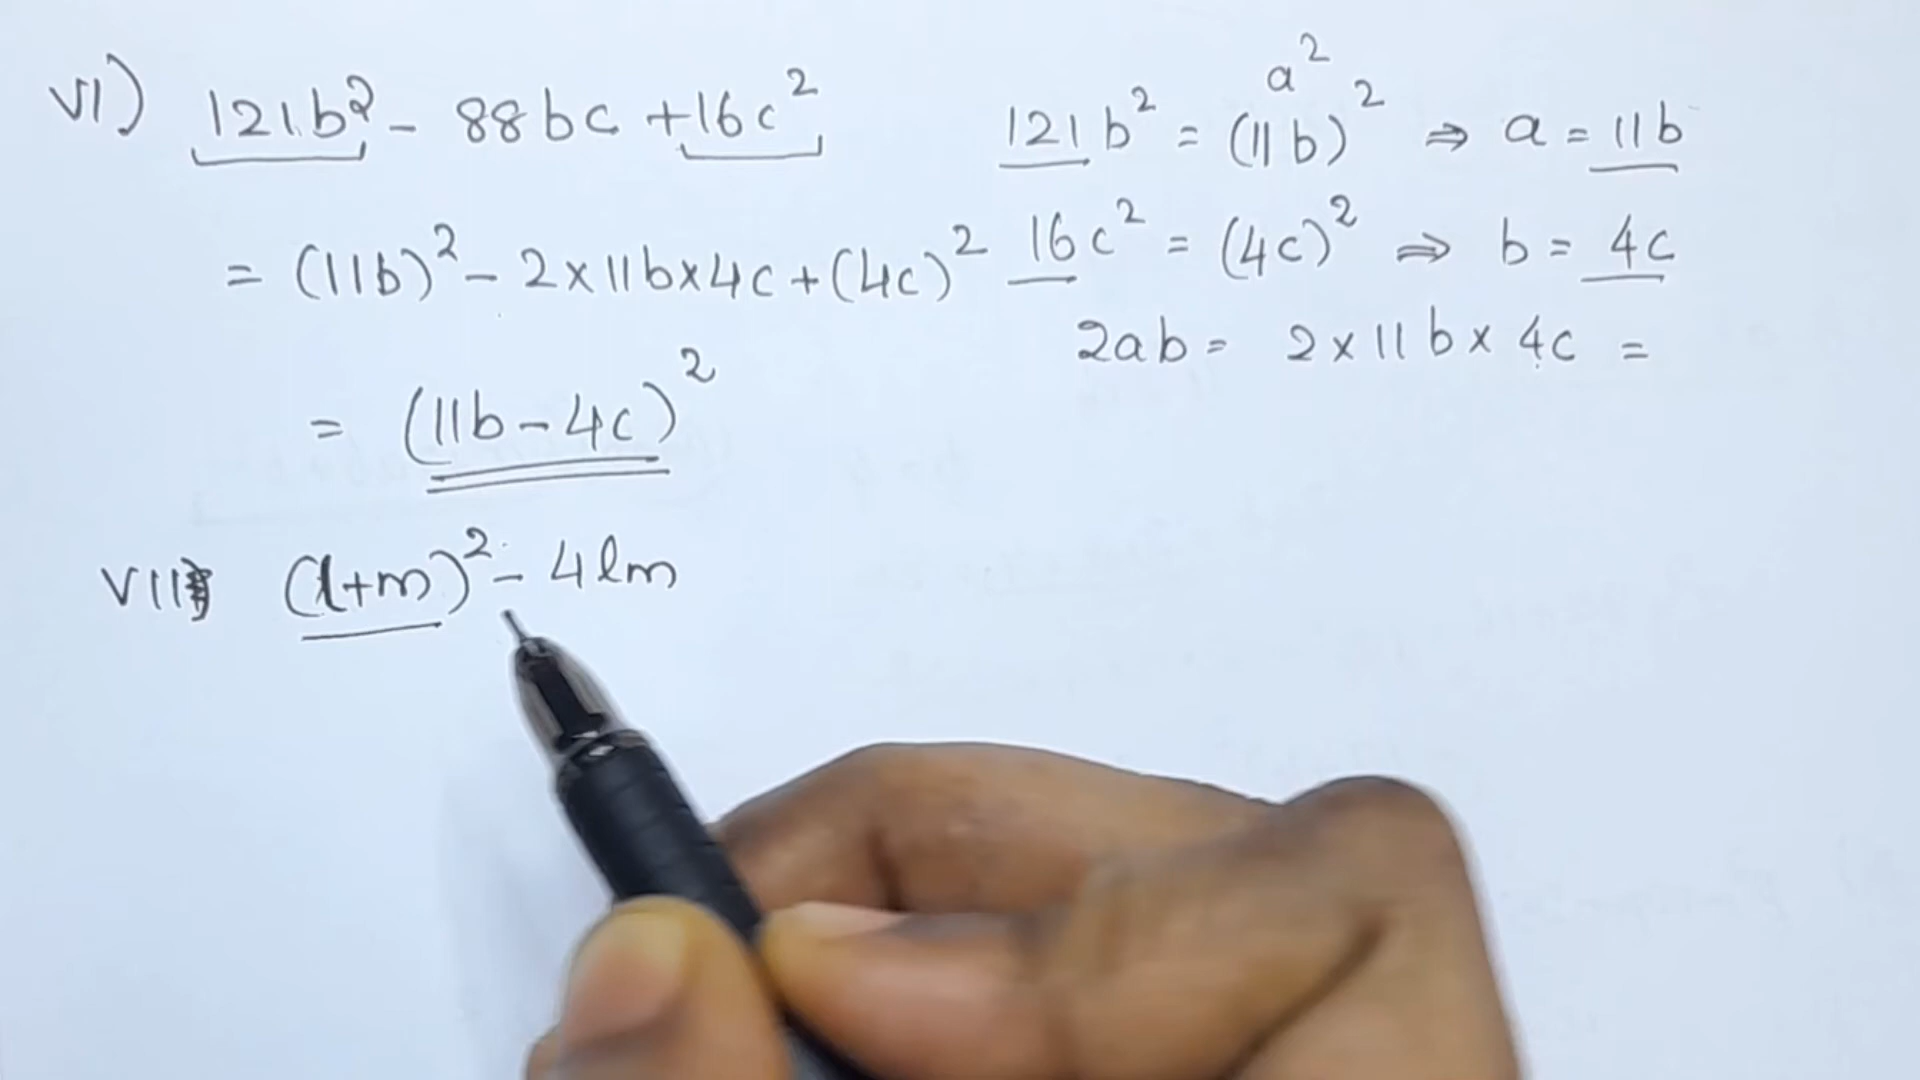 VI) 121b² - 88bc + 16c²
= (11b)² - 2×11b×4c + (4c)²
= (11b - 4c)²
a²
121b² = (11b)² ⇒ a = 11b
16c² = (4c)² ⇒ b = 4c
2ab = 2×11b×4c =
VII) (l+m)² - 4lm